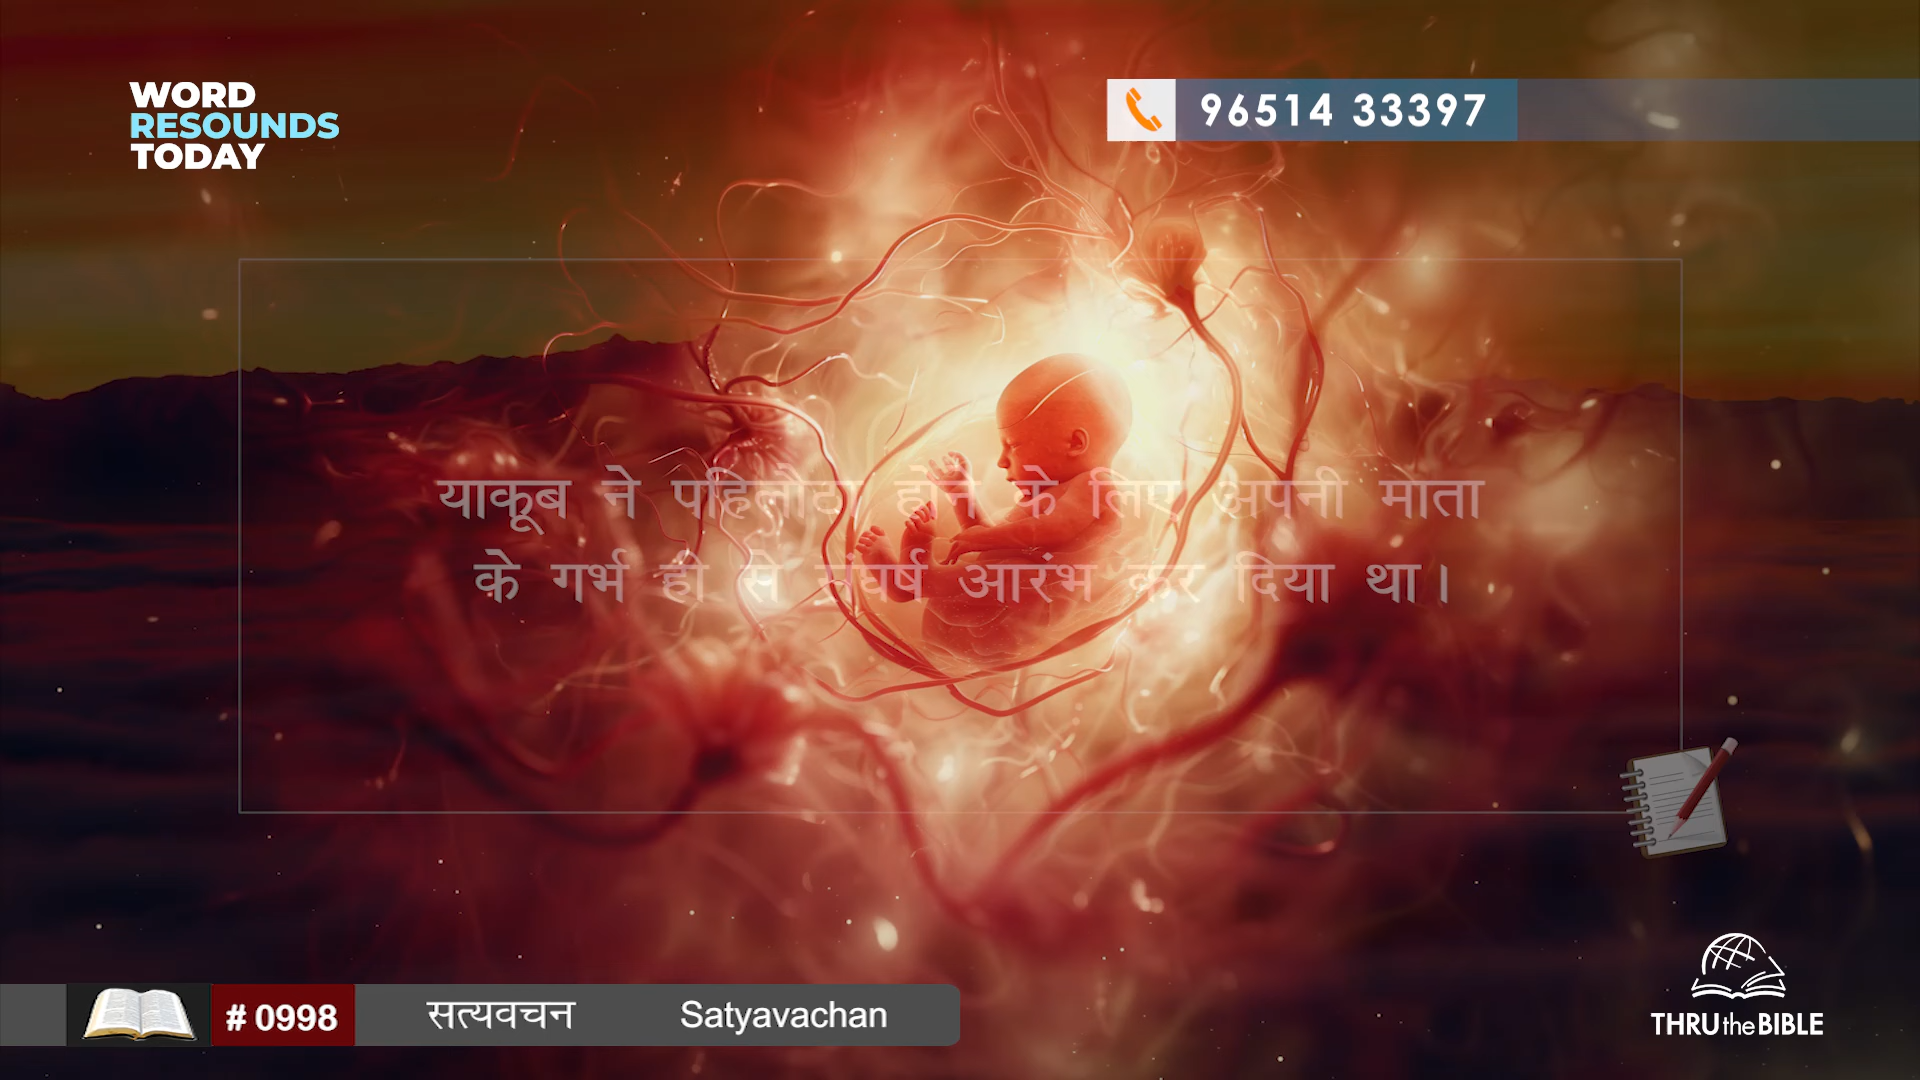 WORD
RESOUNDS
TODAY
96514 33397
याकूब ने पहिलौठा होने के लिए अपनी माता
के गर्भ ही से संघर्ष आरंभ कर दिया था।
# 0998 सत्यवचन Satyavachan
THRU the BIBLE